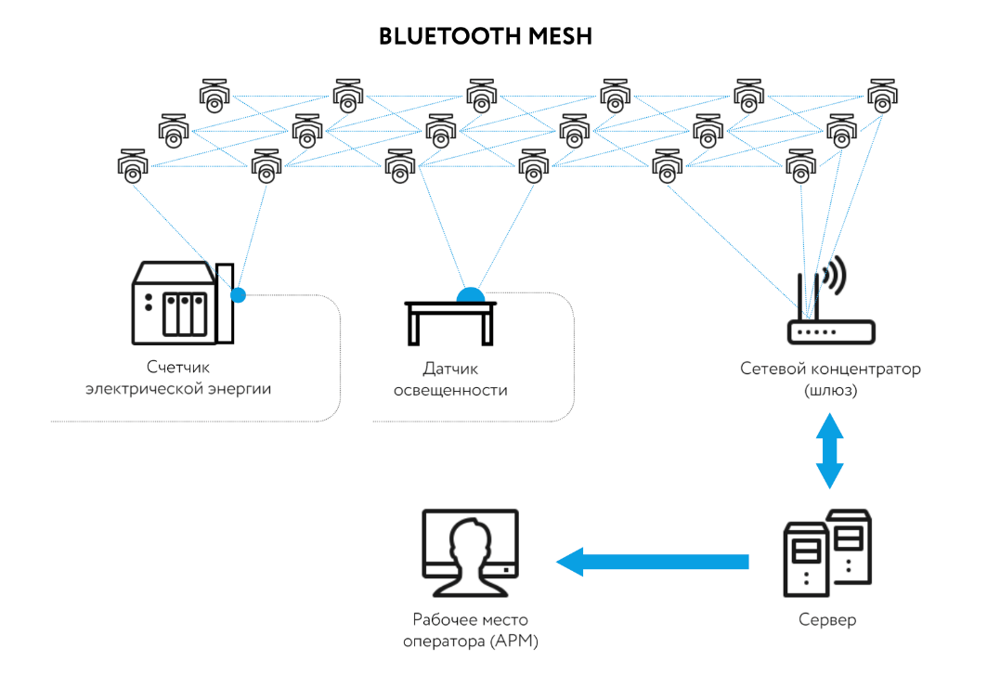 BLUETOOTH MESH
Счетчик
электрической энергии
Датчик
освещенности
Сетевой концентратор
(шлюз)
Рабочее место
оператора (АРМ)
Сервер